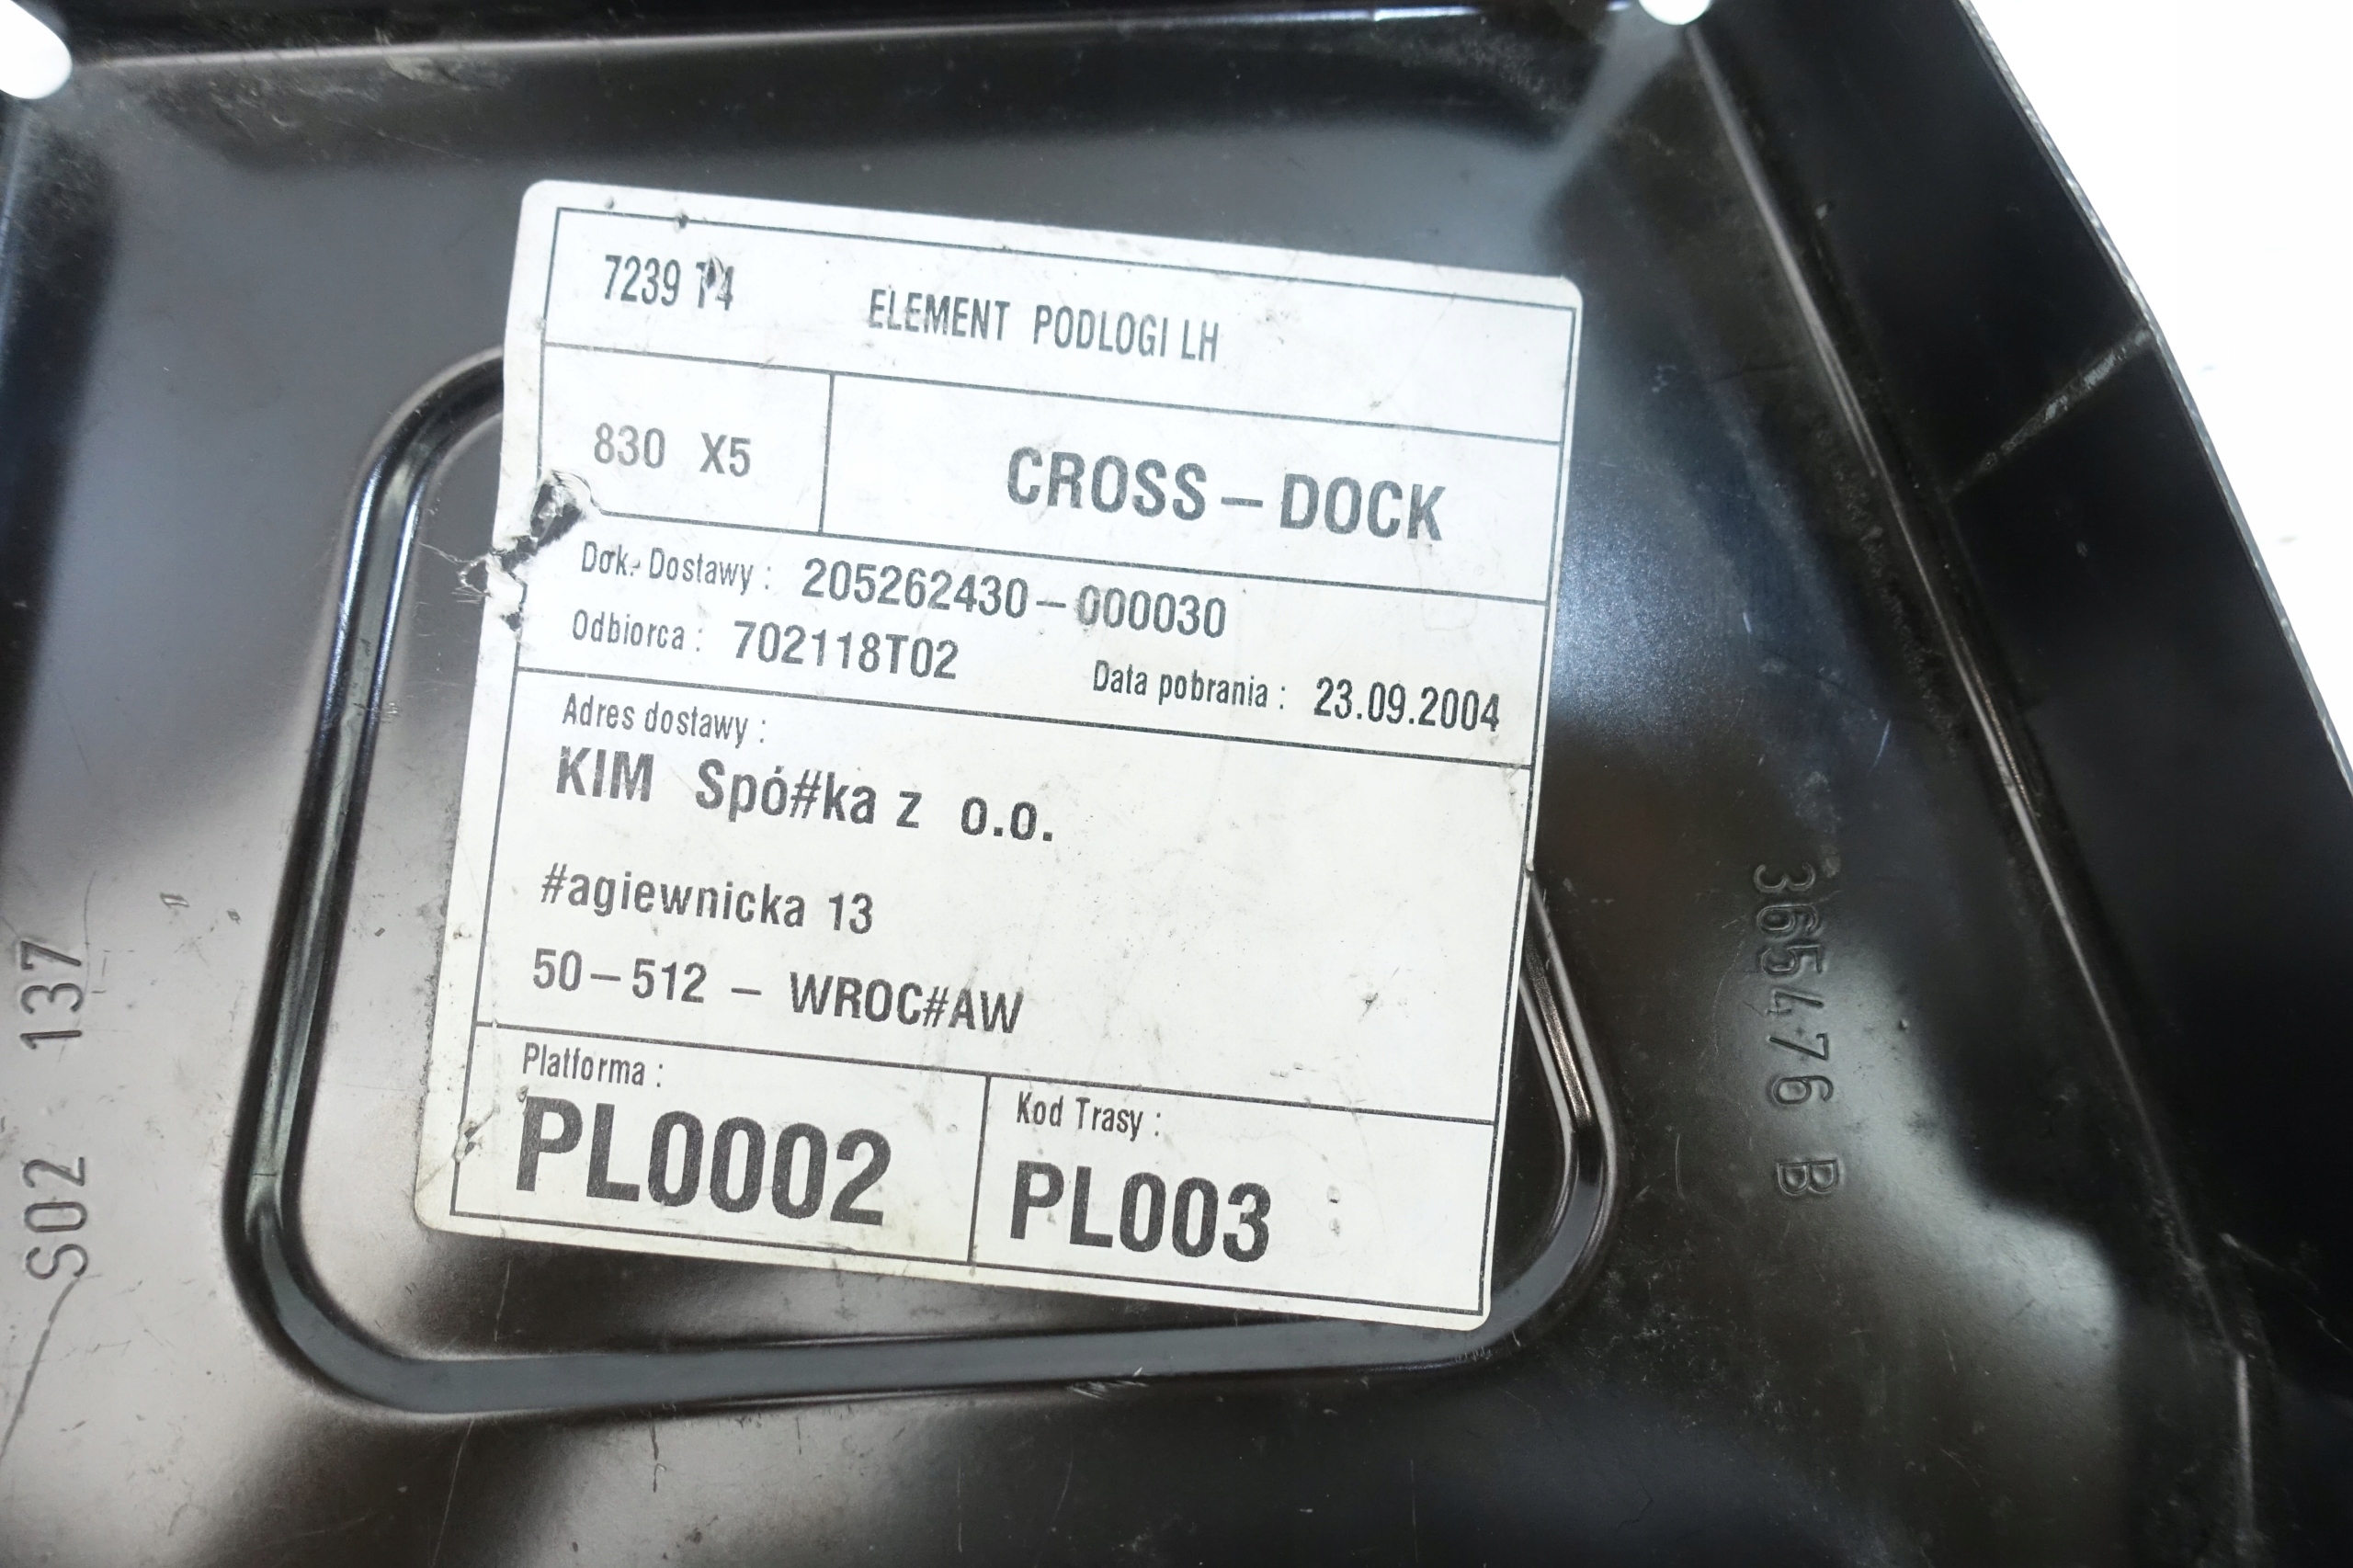 7239 T4 ELEMENT PODLOGI LH
830 X5 CROSS-DOCK
Dok. Dostawy : 205262430-000030
Odbiorca : 702118T02 Data pobrania : 23.09.2004
Adres dostawy :
KIM Spó#ka z o.o.
#agiewnicka 13
50-512 - WROC#AW
Platforma : Kod Trasy :
PL0002 PL003
S02 137
365476 B